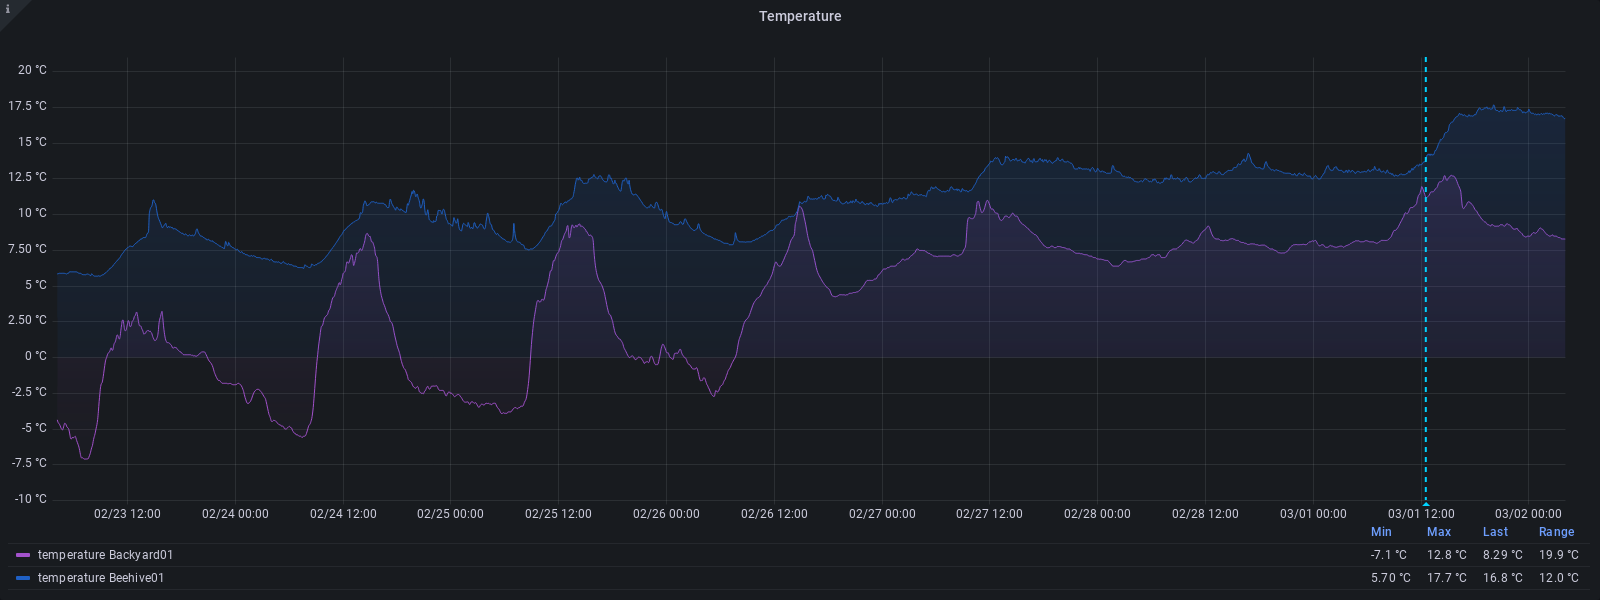 i
Temperature
20 °C
17.5 °C
15 °C
12.5 °C
10 °C
7.50 °C
5 °C
2.50 °C
0 °C
-2.5 °C
-5 °C
-7.5 °C
-10 °C
02/23 12:00 02/24 00:00 02/24 12:00 02/25 00:00 02/25 12:00 02/26 00:00 02/26 12:00 02/27 00:00 02/27 12:00 02/28 00:00 02/28 12:00 03/01 00:00 03/01 12:00 03/02 00:00
Min Max Last Range
temperature Backyard01 -7.1 °C 12.8 °C 8.29 °C 19.9 °C
temperature Beehive01 5.70 °C 17.7 °C 16.8 °C 12.0 °C